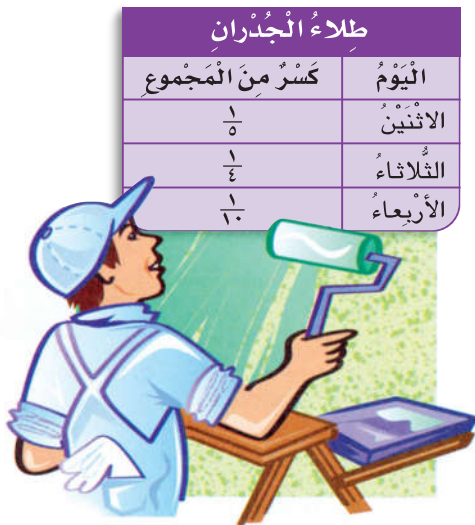 طِلاءُ الْجُدْرانِ
الْيَوْمُ كَسْرٌ مِنَ الْمَجْموعِ
الاثْنَيْنُ ١/٥
الثُّلاثاءُ ١/٤
الأَرْبِعاءُ ١/١٠